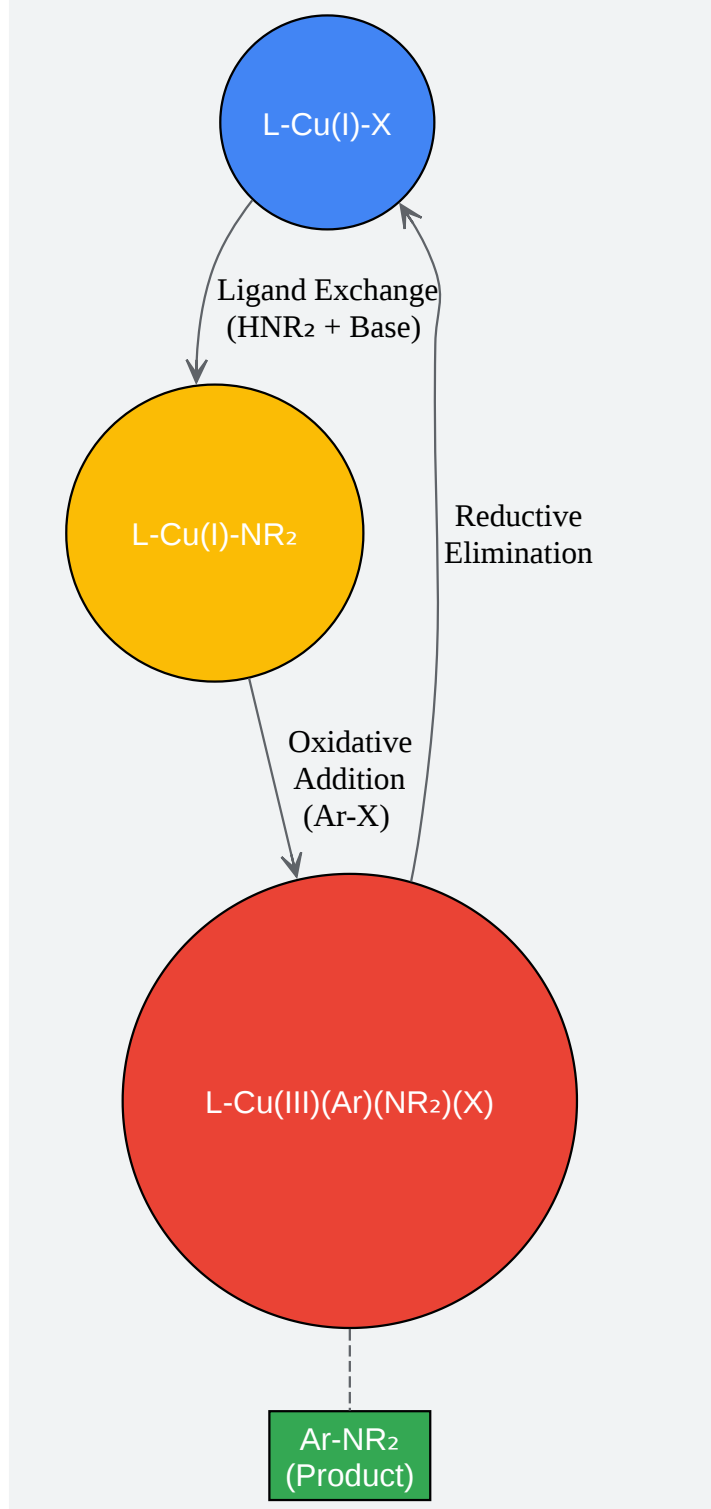 L-Cu(I)-X
Ligand Exchange
(HNR₂ + Base)
L-Cu(I)-NR₂
Reductive
Elimination
Oxidative
Addition
(Ar-X)
L-Cu(III)(Ar)(NR₂)(X)
Ar-NR₂
(Product)